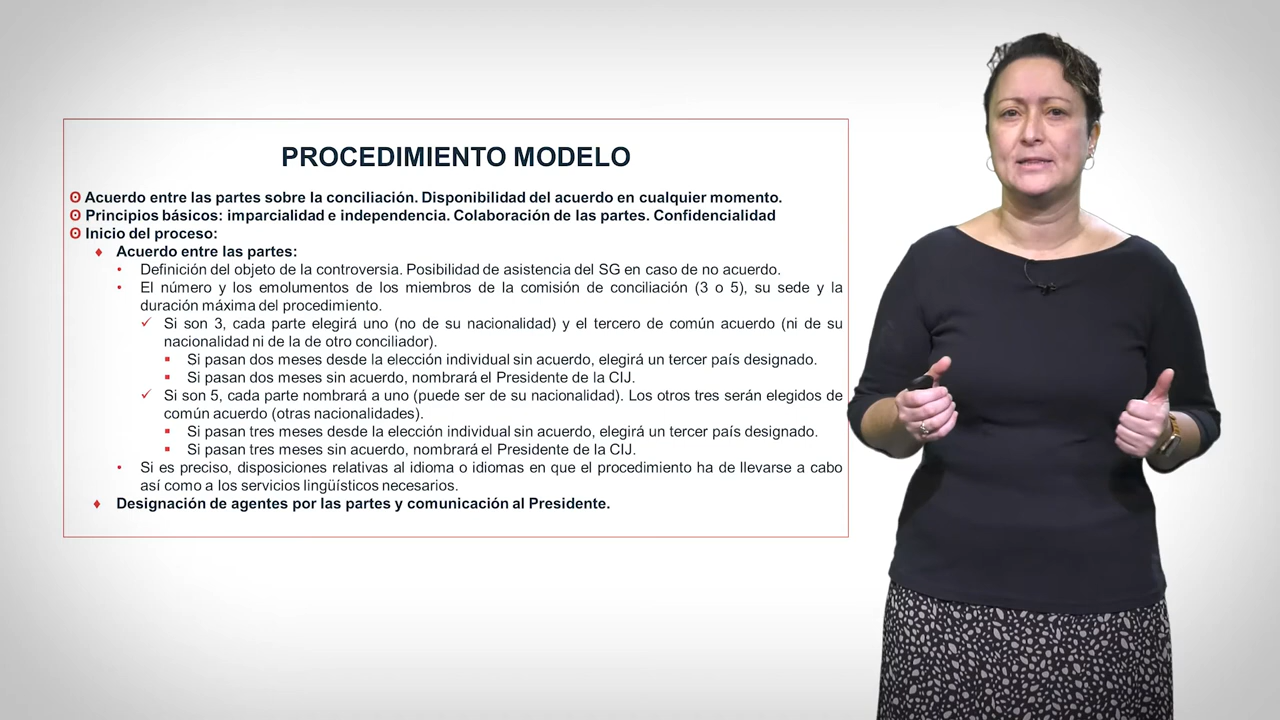 PROCEDIMIENTO MODELO
ʘ Acuerdo entre las partes sobre la conciliación. Disponibilidad del acuerdo en cualquier momento.
ʘ Principios básicos: imparcialidad e independencia. Colaboración de las partes. Confidencialidad
ʘ Inicio del proceso:
♦ Acuerdo entre las partes:
• Definición del objeto de la controversia. Posibilidad de asistencia del SG en caso de no acuerdo.
• El número y los emolumentos de los miembros de la comisión de conciliación (3 o 5), su sede y la
duración máxima del procedimiento.
✓ Si son 3, cada parte elegirá uno (no de su nacionalidad) y el tercero de común acuerdo (ni de su
nacionalidad ni de la de otro conciliador).
▪ Si pasan dos meses desde la elección individual sin acuerdo, elegirá un tercer país designado.
▪ Si pasan dos meses sin acuerdo, nombrará el Presidente de la CIJ.
✓ Si son 5, cada parte nombrará a uno (puede ser de su nacionalidad). Los otros tres serán elegidos de
común acuerdo (otras nacionalidades).
▪ Si pasan tres meses desde la elección individual sin acuerdo, elegirá un tercer país designado.
▪ Si pasan tres meses sin acuerdo, nombrará el Presidente de la CIJ.
• Si es preciso, disposiciones relativas al idioma o idiomas en que el procedimiento ha de llevarse a cabo
así como a los servicios lingüísticos necesarios.
♦ Designación de agentes por las partes y comunicación al Presidente.